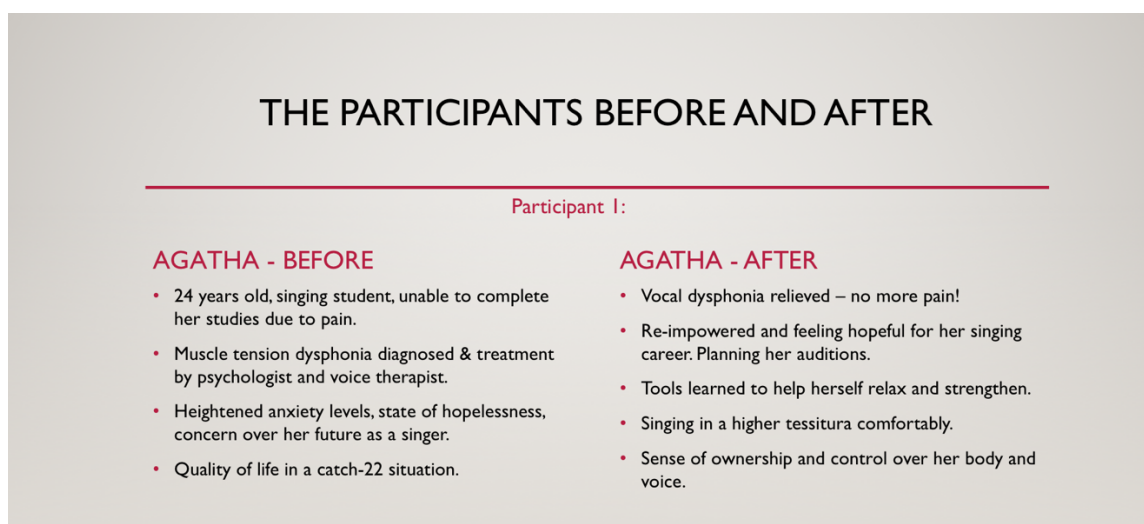 THE PARTICIPANTS BEFORE AND AFTER
Participant 1:
AGATHA - BEFORE
• 24 years old, singing student, unable to complete
her studies due to pain.
• Muscle tension dysphonia diagnosed & treatment
by psychologist and voice therapist.
• Heightened anxiety levels, state of hopelessness,
concern over her future as a singer.
• Quality of life in a catch-22 situation.
AGATHA - AFTER
• Vocal dysphonia relieved – no more pain!
• Re-impowered and feeling hopeful for her singing
career. Planning her auditions.
• Tools learned to help herself relax and strengthen.
• Singing in a higher tessitura comfortably.
• Sense of ownership and control over her body and
voice.